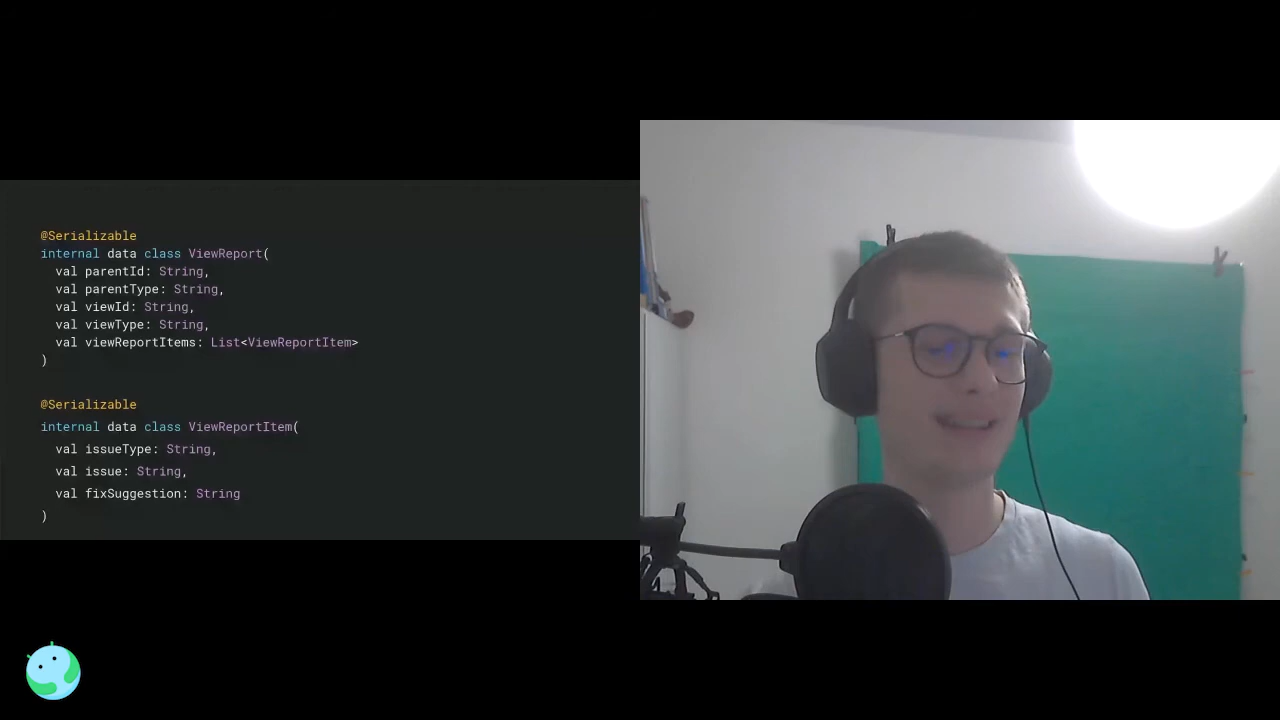 @Serializable
internal data class ViewReport(
val parentId: String,
val parentType: String,
val viewId: String,
val viewType: String,
val viewReportItems: List<ViewReportItem>
)
@Serializable
internal data class ViewReportItem(
val issueType: String,
val issue: String,
val fixSuggestion: String
)